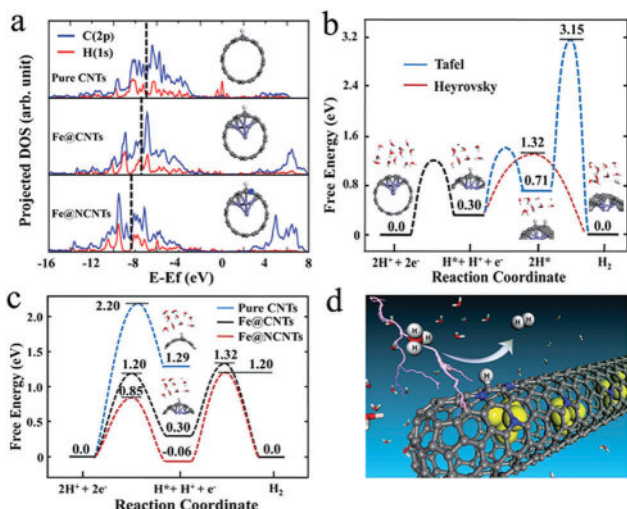 a
C(2p)
H(1s)
Pure CNTs
Fe@CNTs
Fe@NCNTs
Projected DOS (arb. unit)
-16 -12 -8 -4 0 4 8
E-Ef (eV)
b
3.2
2.4
1.6
0.8
0
Free Energy (eV)
Tafel
Heyrovsky
3.15
1.32
0.71
0.30
0.0
0.0
2H⁺ + 2e⁻ H*+ H⁺ + e⁻ 2H* H₂
Reaction Coordinate
c
2.0
1.5
1.0
0.5
0.0
Free Energy (eV)
Pure CNTs
Fe@CNTs
Fe@NCNTs
2.20
1.29
1.32
1.20
1.20
0.85
0.30
-0.06
0.0
0.0
2H⁺ + 2e⁻ H*+ H⁺ + e⁻ H₂
Reaction Coordinate
d
H
H
H
H
H
H